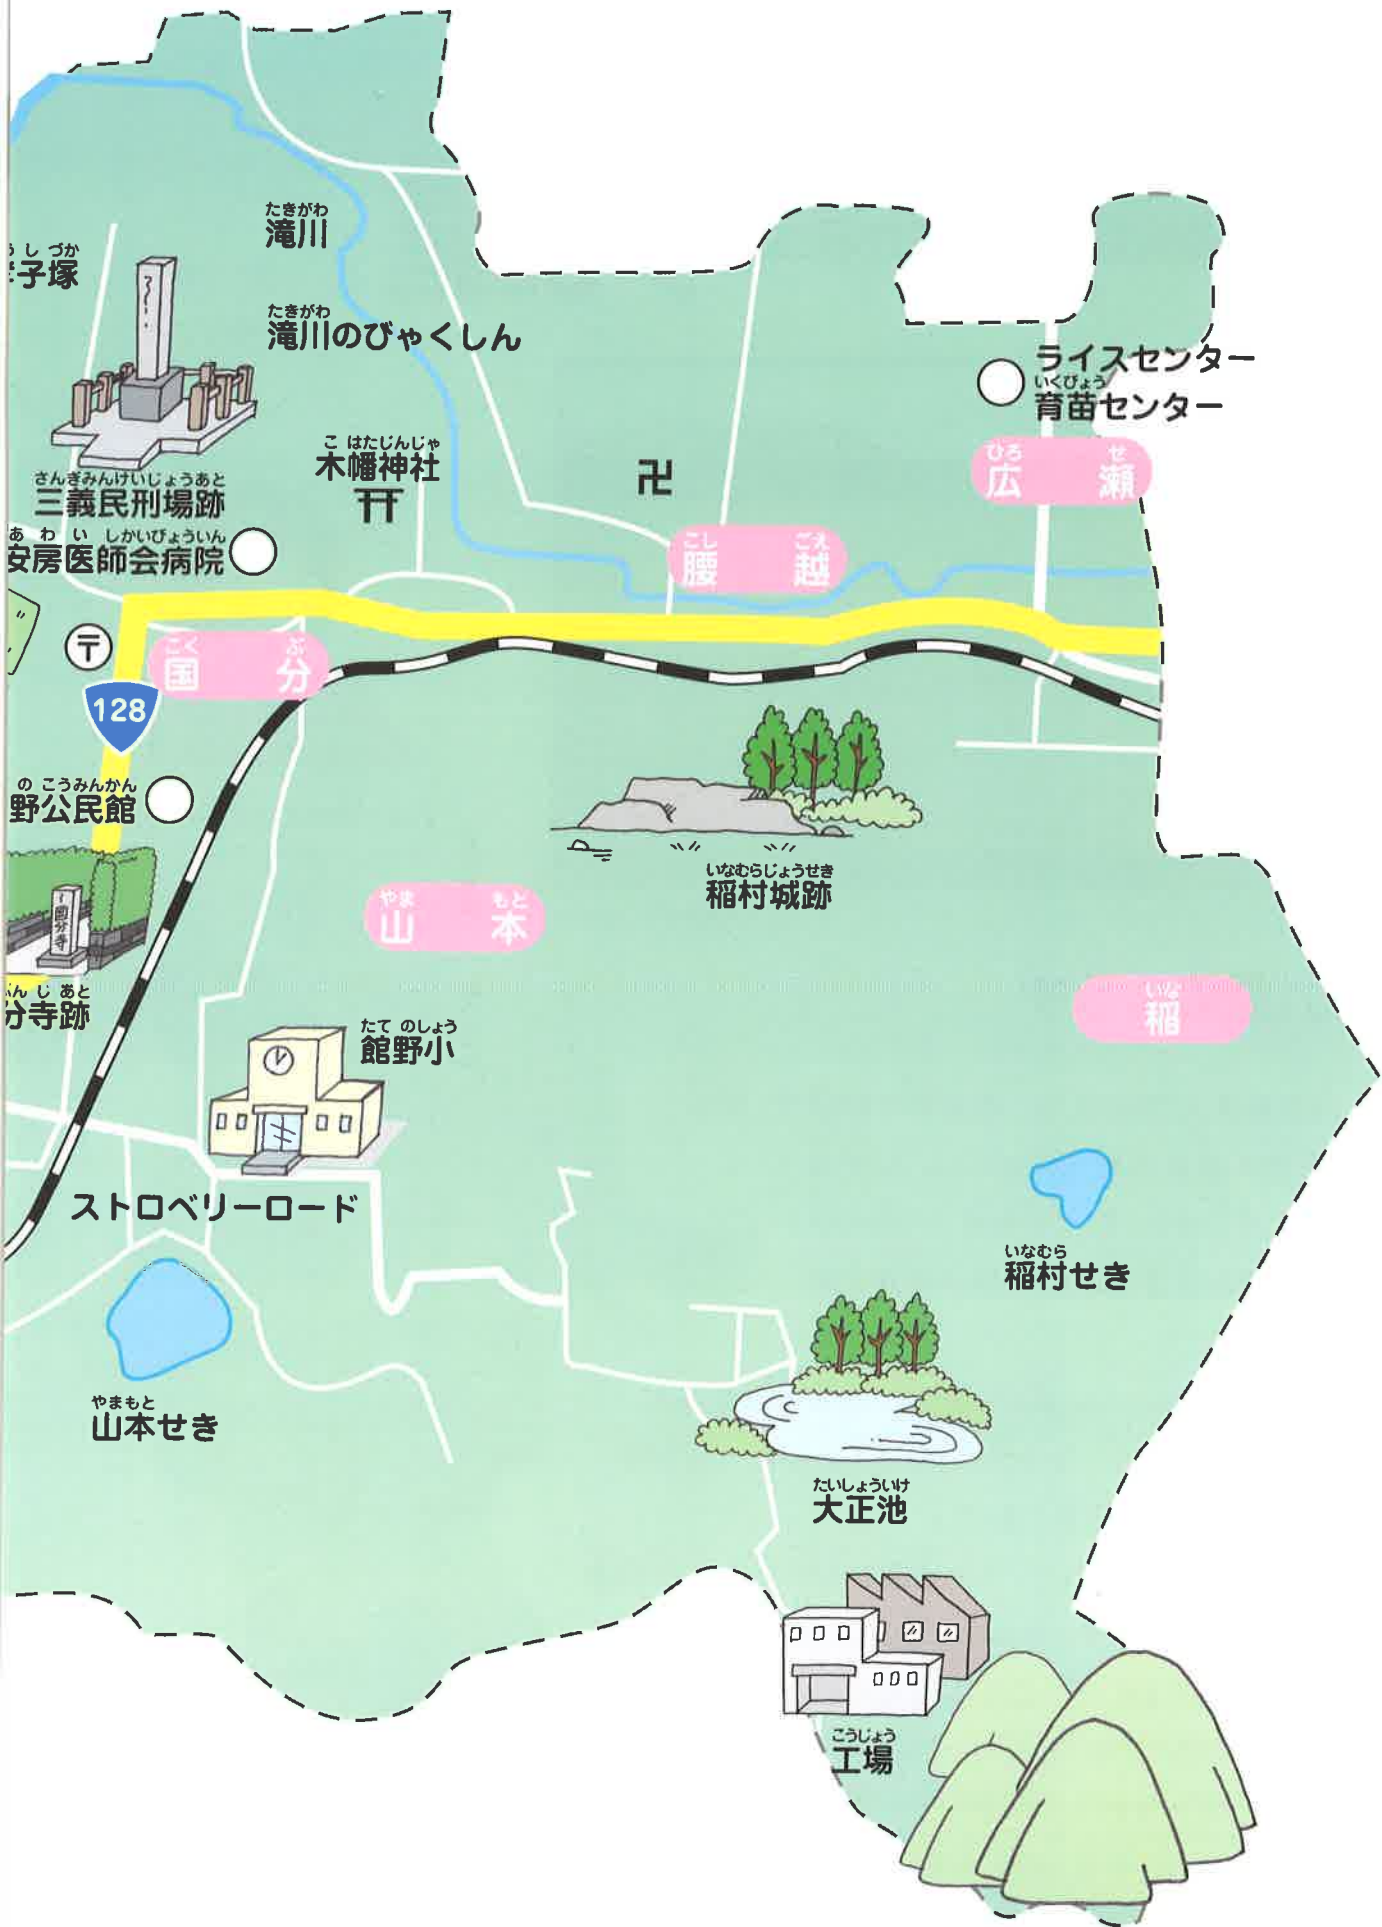 たきがわ
滝川
うしづか
子塚
たきがわ
滝川のびゃくしん
ライスセンター
いくびょう
育苗センター
こはたじんじゃ
木幡神社
ひろせ
広瀬
さんぎみんけいじょうあと
三義民刑場跡
あわいしかいびょういん
安房医師会病院
こしごえ
腰越
〒
こくぶ
国分
128
のこうみんかん
野公民館
いなむらじょうせき
稲村城跡
やまもと
山本
国分寺
んじあと
分寺跡
いな
稲
たてのしょう
館野小
ストロベリーロード
いなむら
稲村せき
やまもと
山本せき
たいしょういけ
大正池
こうじょう
工場